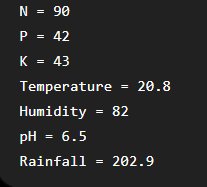 N = 90
P = 42
K = 43
Temperature = 20.8
Humidity = 82
pH = 6.5
Rainfall = 202.9